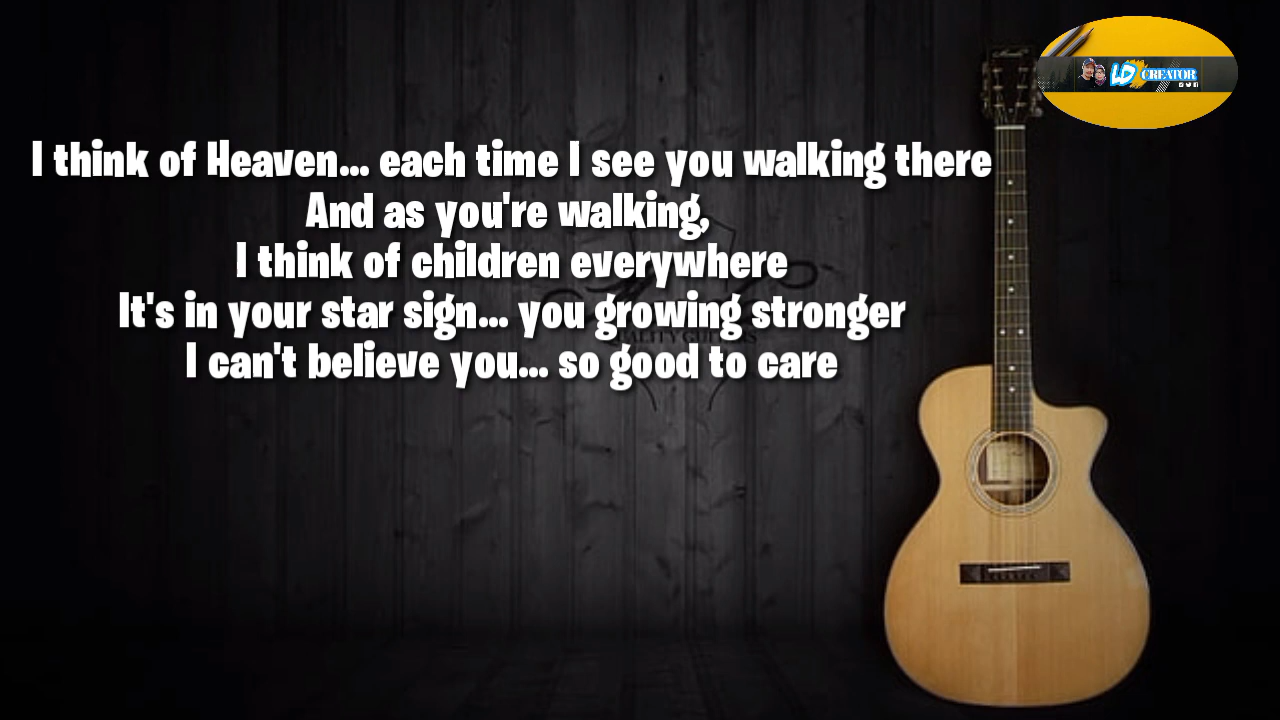 LD CREATOR
I think of Heaven... each time I see you walking there
And as you're walking,
I think of children everywhere
It's in your star sign... you growing stronger
I can't believe you... so good to care